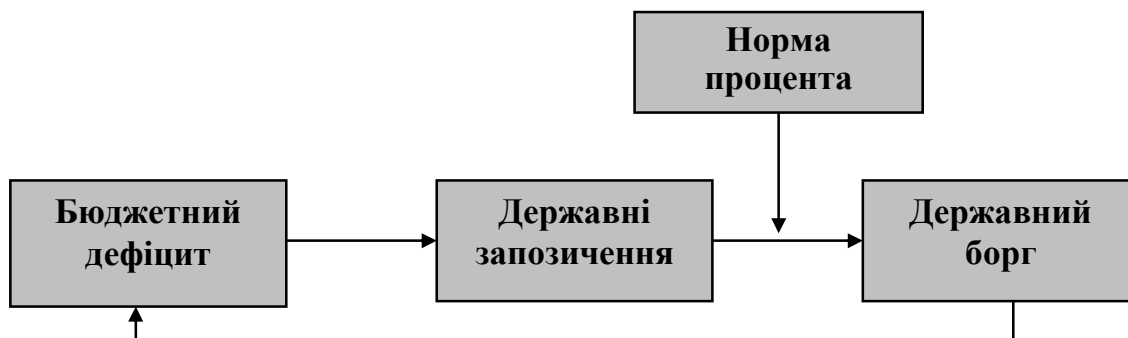 Норма
процента
Бюджетний
дефіцит
Державні
запозичення
Державний
борг